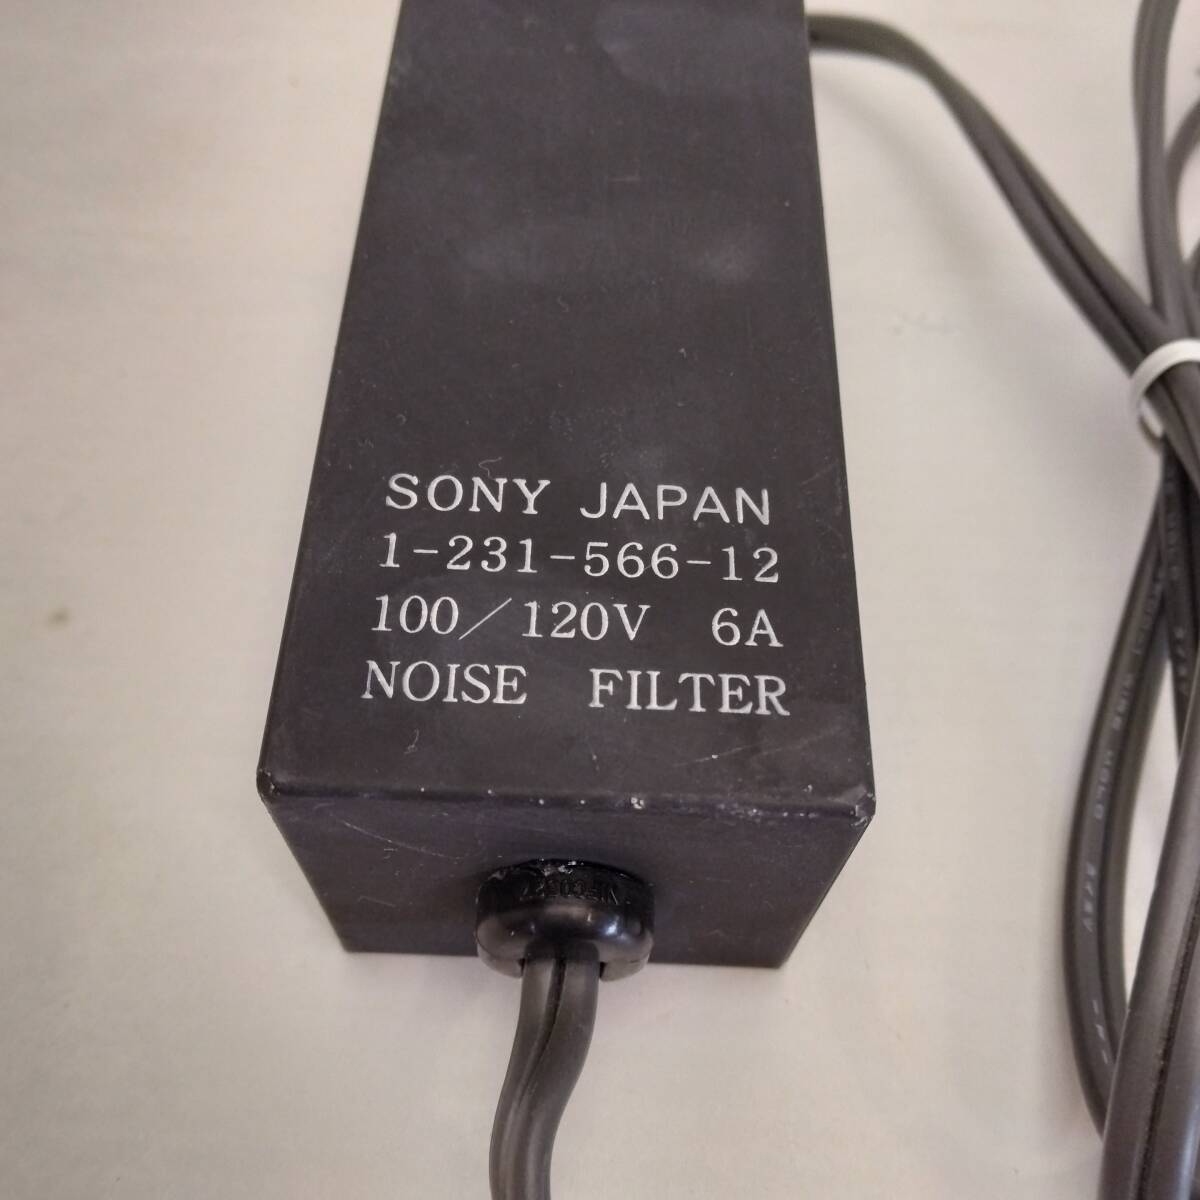 SONY JAPAN
1-231-566-12
100/120V 6A
NOISE FILTER